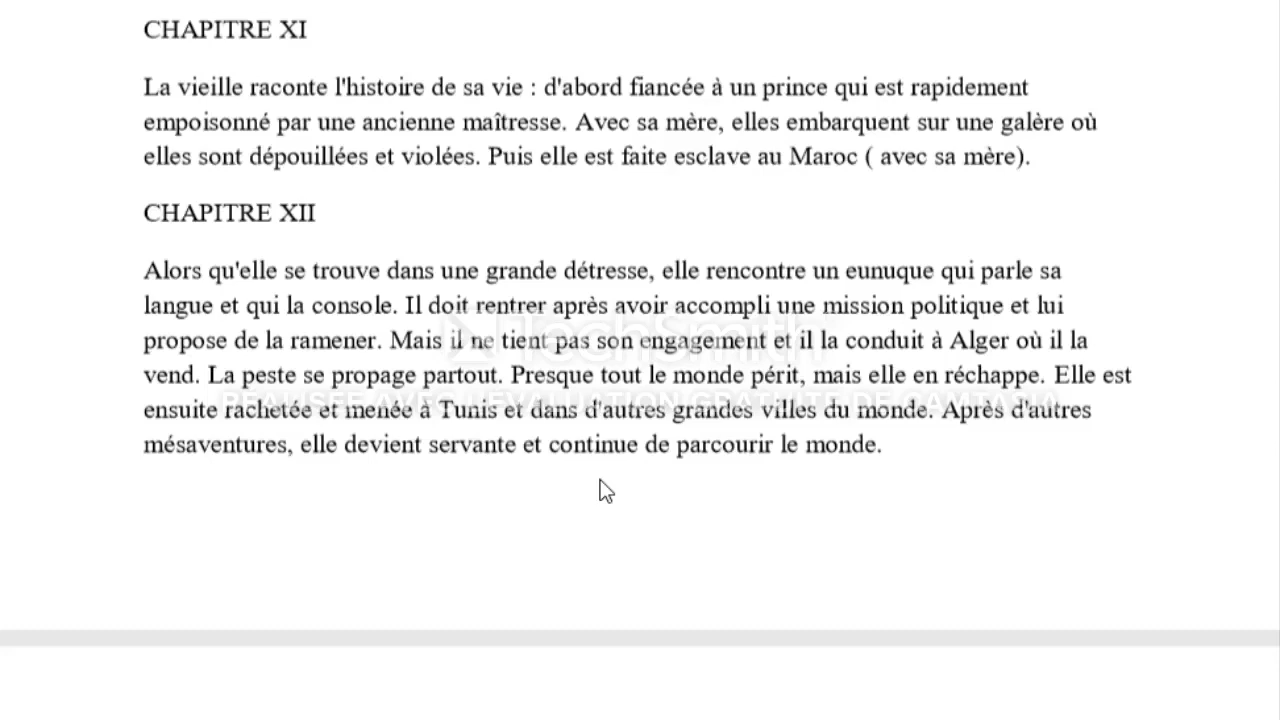 CHAPITRE XI
La vieille raconte l'histoire de sa vie : d'abord fiancée à un prince qui est rapidement
empoisonné par une ancienne maîtresse. Avec sa mère, elles embarquent sur une galère où
elles sont dépouillées et violées. Puis elle est faite esclave au Maroc ( avec sa mère).
CHAPITRE XII
Alors qu'elle se trouve dans une grande détresse, elle rencontre un eunuque qui parle sa
langue et qui la console. Il doit rentrer après avoir accompli une mission politique et lui
propose de la ramener. Mais il ne tient pas son engagement et il la conduit à Alger où il la
TechSmith
vend. La peste se propage partout. Presque tout le monde périt, mais elle en réchappe. Elle est
RÉALISÉE AVEC L'ÉVALUATION GRATUITE DE CAMTASIA
ensuite rachetée et menée à Tunis et dans d'autres grandes villes du monde. Après d'autres
mésaventures, elle devient servante et continue de parcourir le monde.